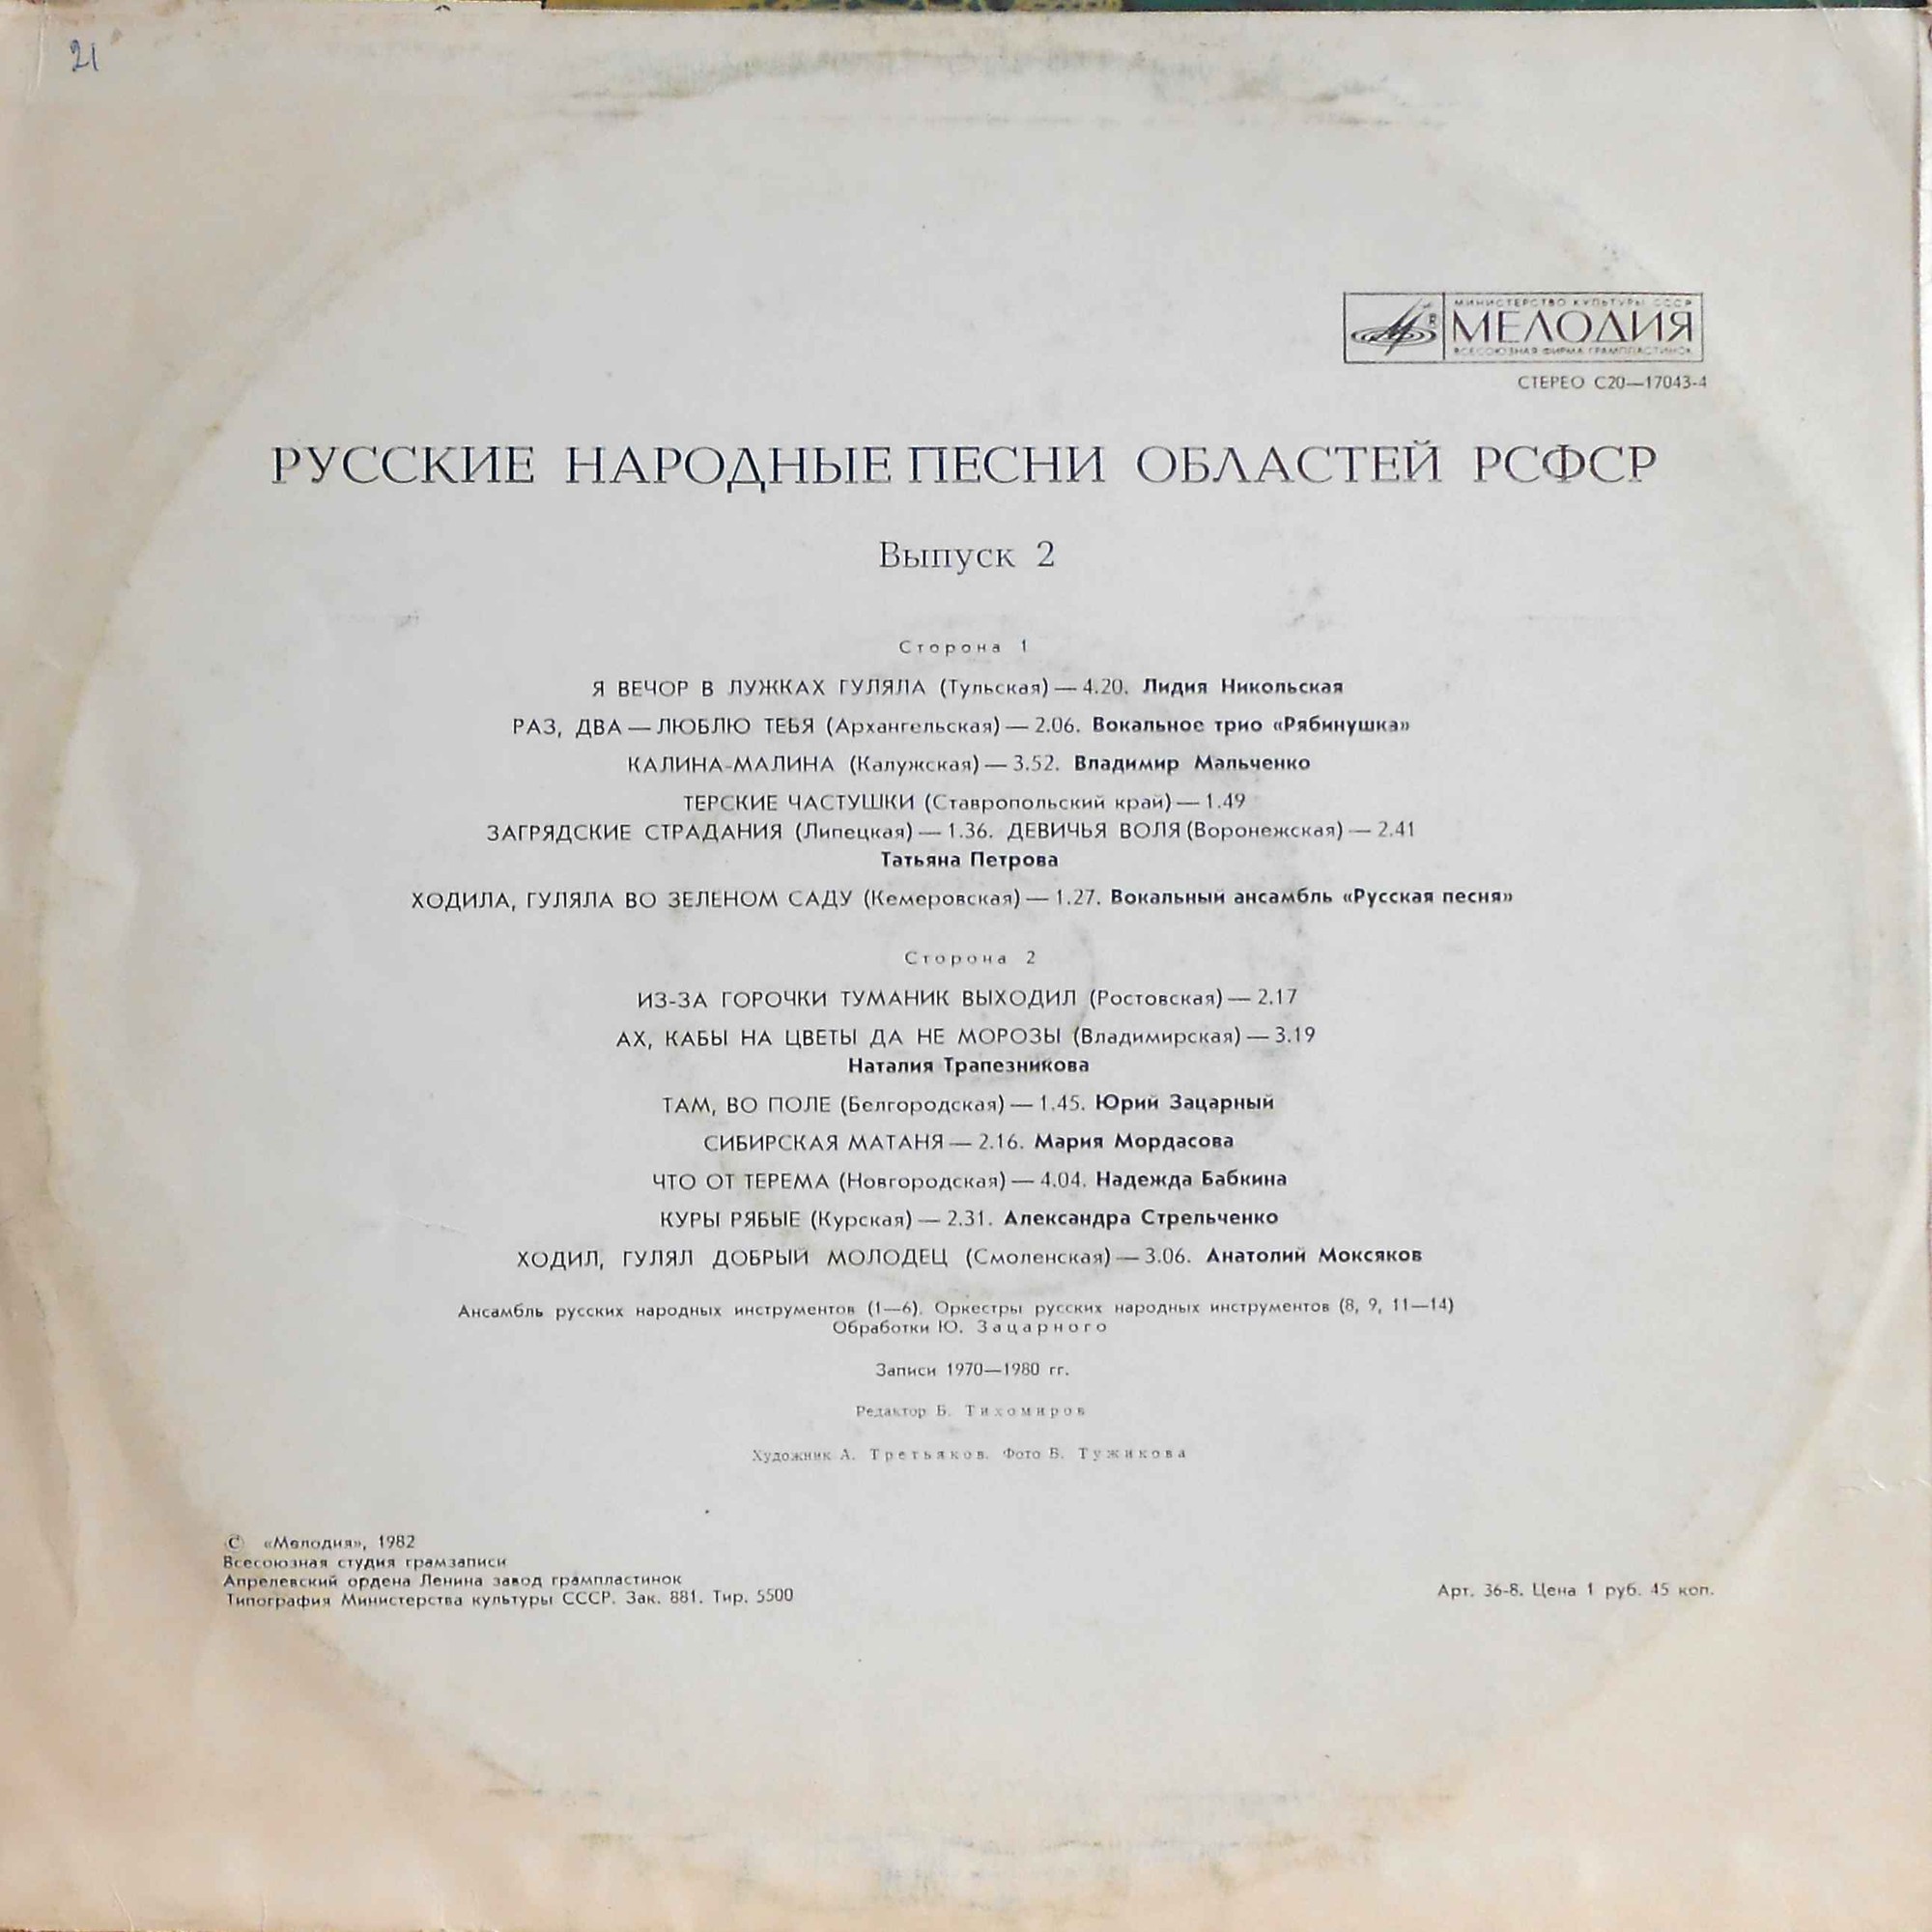 21
МИНИСТЕРСТВО КУЛЬТУРЫ СССР
МЕЛОДИЯ
ВСЕСОЮЗНАЯ ФИРМА ГРАМПЛАСТИНОК
СТЕРЕО С20—17043-4
РУССКИЕ НАРОДНЫЕ ПЕСНИ ОБЛАСТЕЙ РСФСР
Выпуск 2
Сторона 1
Я ВЕЧОР В ЛУЖКАХ ГУЛЯЛА (Тульская) — 4.20. Лидия Никольская
РАЗ, ДВА — ЛЮБЛЮ ТЕБЯ (Архангельская) — 2.06. Вокальное трио «Рябинушка»
КАЛИНА-МАЛИНА (Калужская) — 3.52. Владимир Мальченко
ТЕРСКИЕ ЧАСТУШКИ (Ставропольский край) — 1.49
ЗАГРЯДСКИЕ СТРАДАНИЯ (Липецкая) — 1.36. ДЕВИЧЬЯ ВОЛЯ (Воронежская) — 2.41
Татьяна Петрова
ХОДИЛА, ГУЛЯЛА ВО ЗЕЛЕНОМ САДУ (Кемеровская) — 1.27. Вокальный ансамбль «Русская песня»
Сторона 2
ИЗ-ЗА ГОРОЧКИ ТУМАНИК ВЫХОДИЛ (Ростовская) — 2.17
АХ, КАБЫ НА ЦВЕТЫ ДА НЕ МОРОЗЫ (Владимирская) — 3.19
Наталия Трапезникова
ТАМ, ВО ПОЛЕ (Белгородская) — 1.45. Юрий Зацарный
СИБИРСКАЯ МАТАНЯ — 2.16. Мария Мордасова
ЧТО ОТ ТЕРЕМА (Новгородская) — 4.04. Надежда Бабкина
КУРЫ РЯБЫЕ (Курская) — 2.31. Александра Стрельченко
ХОДИЛ, ГУЛЯЛ ДОБРЫЙ МОЛОДЕЦ (Смоленская) — 3.06. Анатолий Моксяков
Ансамбль русских народных инструментов (1—6). Оркестры русских народных инструментов (8, 9, 11—14)
Обработки Ю. Зацарного
Записи 1970—1980 гг.
Редактор Б. Тихомиров
Художник А. Третьяков. Фото В. Тужикова
© «Мелодия», 1982
Всесоюзная студия грамзаписи
Апрелевский ордена Ленина завод грампластинок
Типография Министерства культуры СССР. Зак. 881. Тир. 5500
Арт. 36-8. Цена 1 руб. 45 коп.